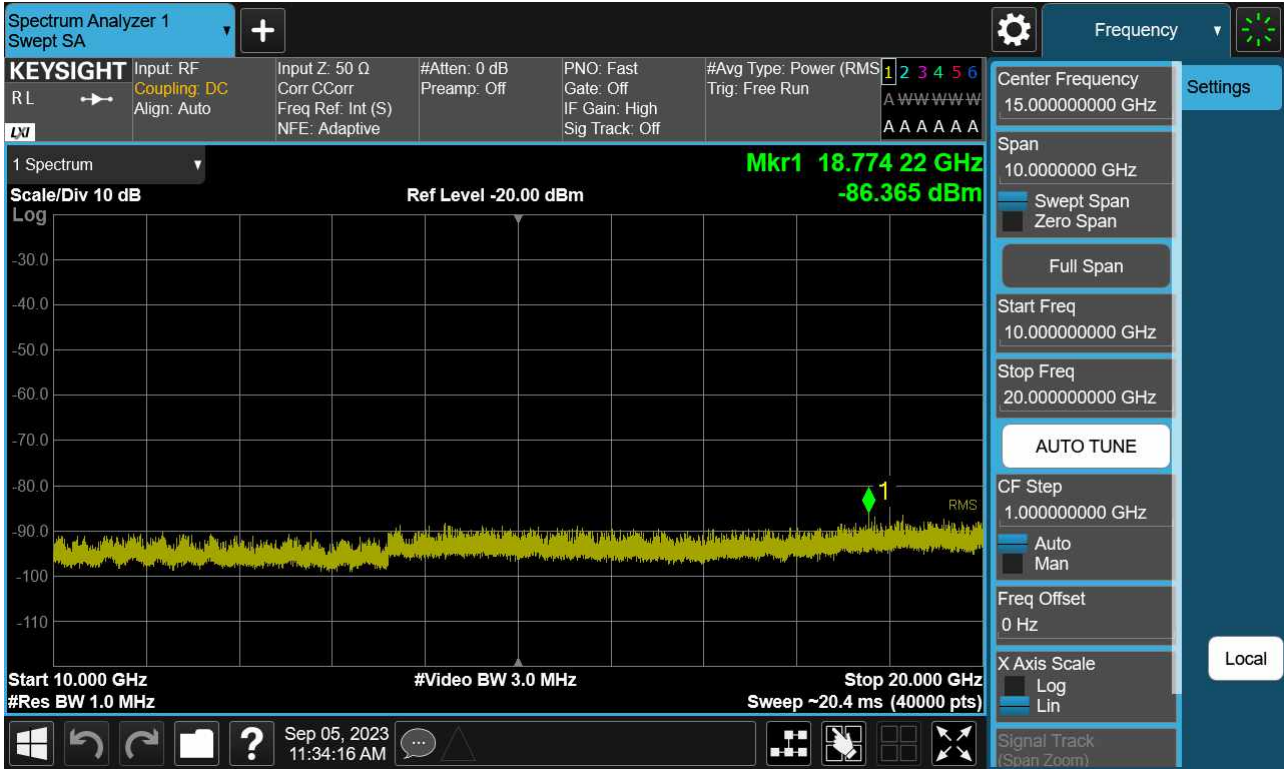 Spectrum Analyzer 1
Swept SA
+
Frequency
KEYSIGHT
R L
LXI
Input: RF
Coupling: DC
Align: Auto
Input Z: 50 Ω
Corr CCorr
Freq Ref: Int (S)
NFE: Adaptive
#Atten: 0 dB
Preamp: Off
PNO: Fast
Gate: Off
IF Gain: High
Sig Track: Off
#Avg Type: Power (RMS
Trig: Free Run
1 2 3 4 5 6
A W W W W W
A A A A A A
1 Spectrum
Scale/Div 10 dB
Log
Ref Level -20.00 dBm
Mkr1 18.774 22 GHz
-86.365 dBm
-30.0
-40.0
-50.0
-60.0
-70.0
-80.0
-90.0
-100
-110
1
RMS
Start 10.000 GHz
#Res BW 1.0 MHz
#Video BW 3.0 MHz
Stop 20.000 GHz
Sweep ~20.4 ms (40000 pts)
?
Sep 05, 2023
11:34:16 AM
Center Frequency
15.000000000 GHz
Span
10.0000000 GHz
Swept Span
Zero Span
Full Span
Start Freq
10.000000000 GHz
Stop Freq
20.000000000 GHz
AUTO TUNE
CF Step
1.000000000 GHz
Auto
Man
Freq Offset
0 Hz
X Axis Scale
Log
Lin
Signal Track
(Span Zoom)
Settings
Local